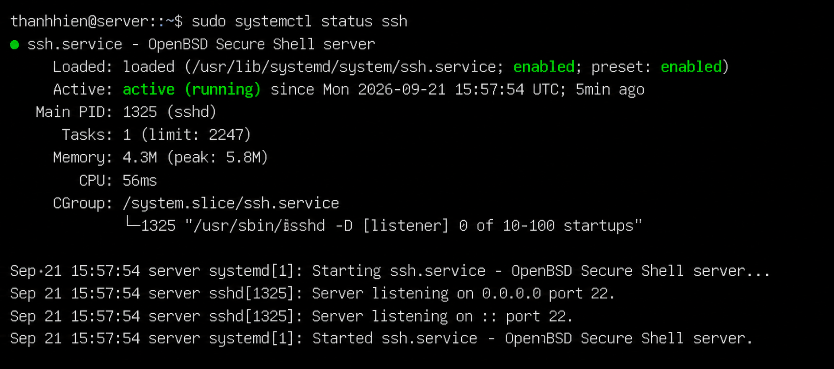 thanhhien@server::~$ sudo systemctl status ssh
● ssh.service - OpenBSD Secure Shell server
Loaded: loaded (/usr/lib/systemd/system/ssh.service; enabled; preset: enabled)
Active: active (running) since Mon 2026-09-21 15:57:54 UTC; 5min ago
Main PID: 1325 (sshd)
Tasks: 1 (limit: 2247)
Memory: 4.3M (peak: 5.8M)
CPU: 56ms
CGroup: /system.slice/ssh.service
└─1325 "/usr/sbin/sshd -D [listener] 0 of 10-100 startups"
Sep 21 15:57:54 server systemd[1]: Starting ssh.service - OpenBSD Secure Shell server...
Sep 21 15:57:54 server sshd[1325]: Server listening on 0.0.0.0 port 22.
Sep 21 15:57:54 server sshd[1325]: Server listening on :: port 22.
Sep 21 15:57:54 server systemd[1]: Started ssh.service - OpenBSD Secure Shell server.